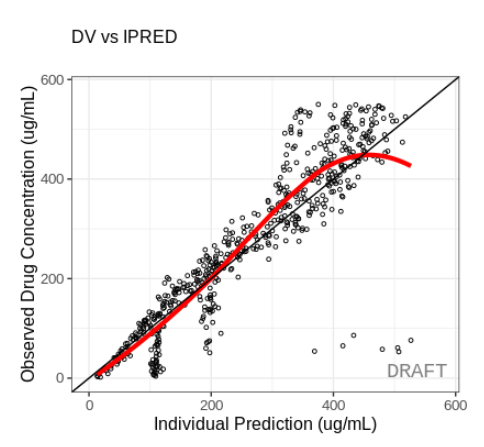 DV vs IPRED
600
400
200
0
Observed Drug Concentration (ug/mL)
DRAFT
0 200 400 600
Individual Prediction (ug/mL)